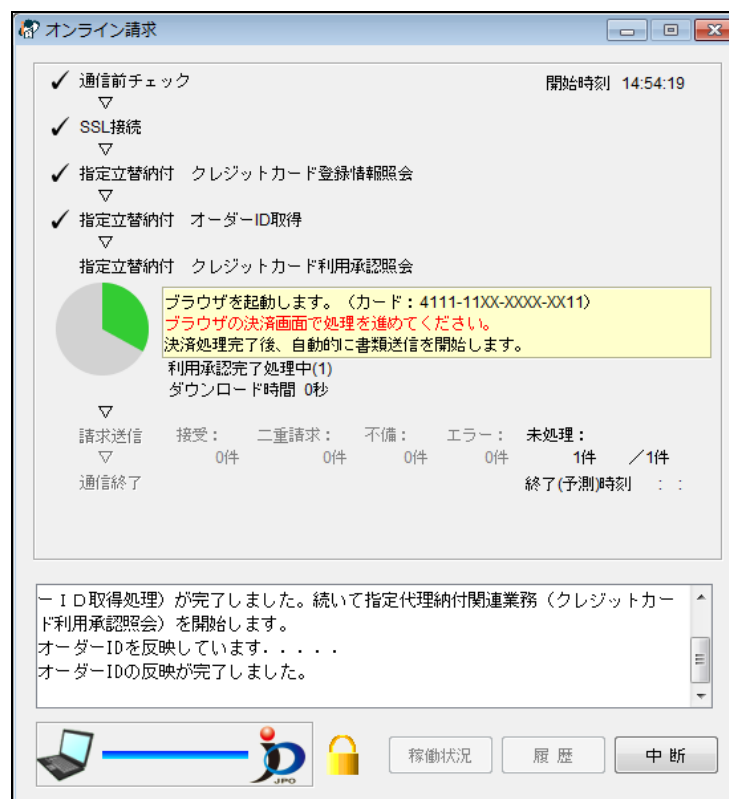 オンライン請求
通信前チェック
開始時刻 14:54:19
▽
SSL接続
▽
指定立替納付 クレジットカード登録情報照会
▽
指定立替納付 オーダーID取得
▽
指定立替納付 クレジットカード利用承認照会
ブラウザを起動します。（カード：4111-11XX-XXXX-XX11）
ブラウザの決済画面で処理を進めてください。
決済処理完了後、自動的に書類送信を開始します。
利用承認完了処理中(1)
ダウンロード時間 0秒
▽
請求送信 接受： 二重請求： 不備： エラー： 未処理：
▽ 0件 0件 0件 0件 1件 ／1件
通信終了 終了(予測)時刻 : :
ーＩＤ取得処理）が完了しました。続いて指定代理納付関連業務（クレジットカー
ド利用承認照会）を開始します。
オーダーIDを反映しています．．．．．
オーダーIDの反映が完了しました。
JPO
稼働状況 履歴 中断